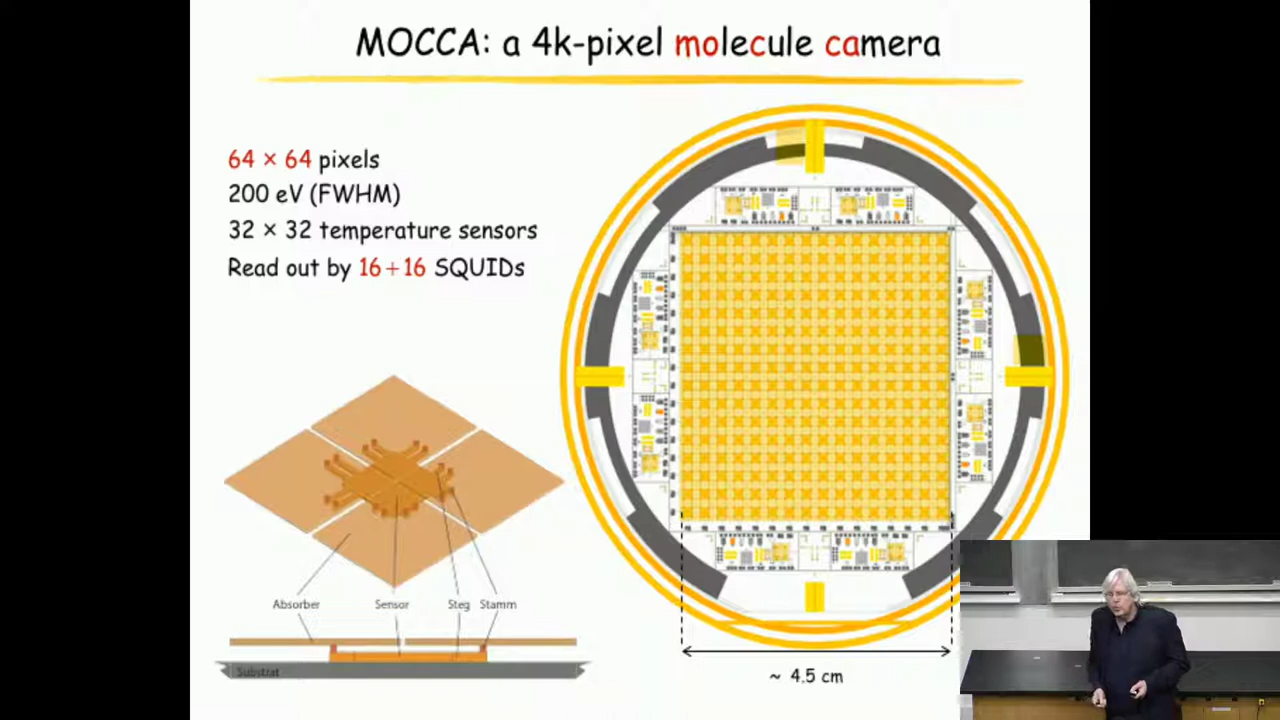 MOCCA: a 4k-pixel molecule camera
64 × 64 pixels
200 eV (FWHM)
32 × 32 temperature sensors
Read out by 16+16 SQUIDs
Absorber Sensor Steg Stamm
Substrat
~ 4.5 cm